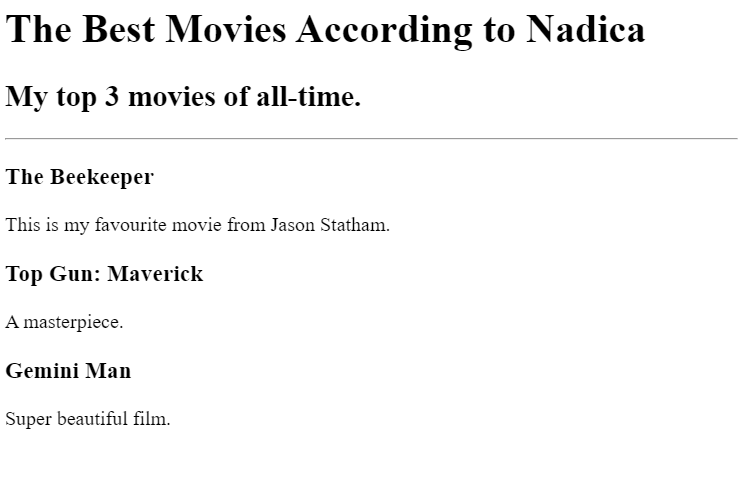 The Best Movies According to Nadica
My top 3 movies of all-time.
The Beekeeper
This is my favourite movie from Jason Statham.
Top Gun: Maverick
A masterpiece.
Gemini Man
Super beautiful film.